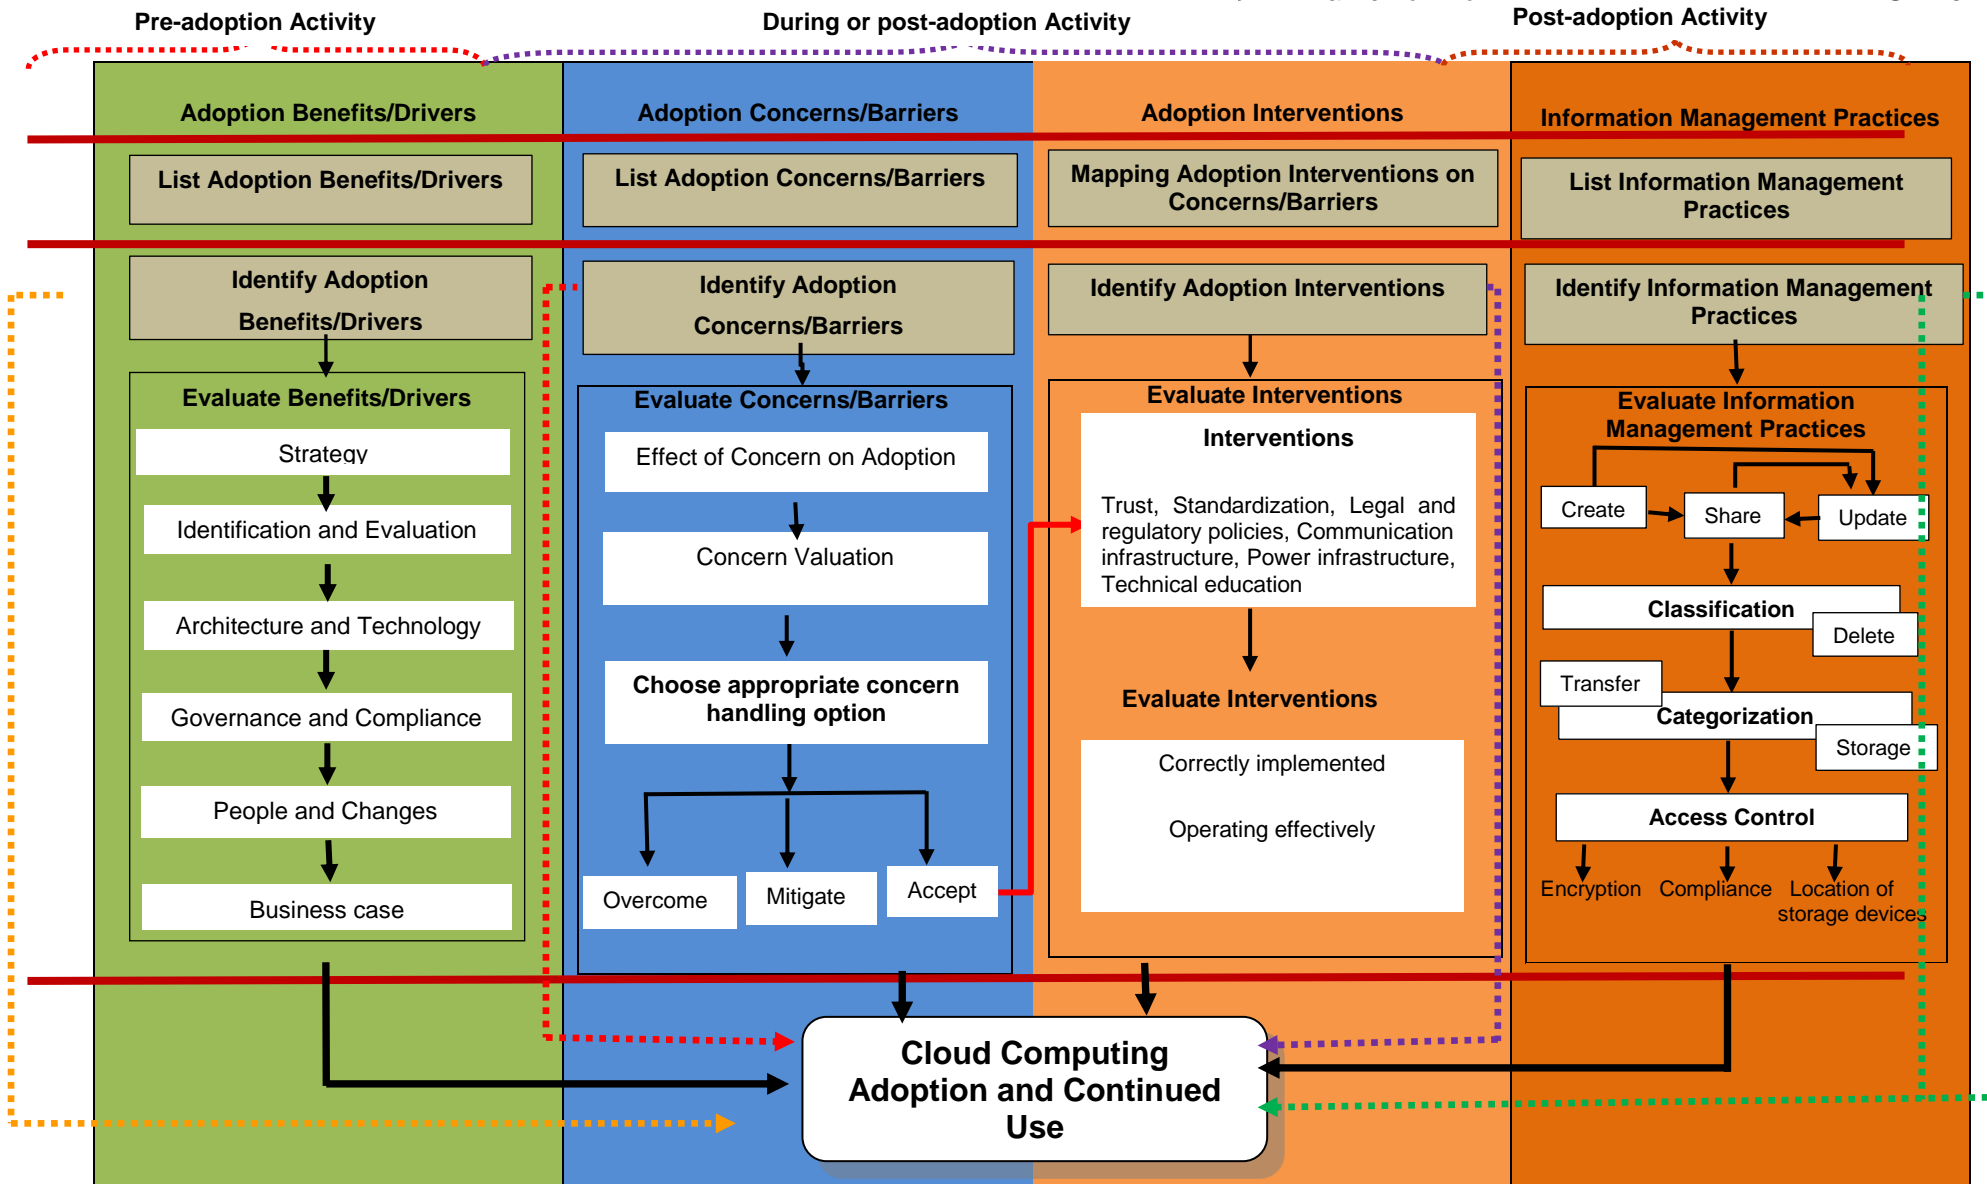 Pre-adoption Activity
During or post-adoption Activity
Post-adoption Activity
Adoption Benefits/Drivers
Adoption Concerns/Barriers
Adoption Interventions
Information Management Practices
List Adoption Benefits/Drivers
List Adoption Concerns/Barriers
Mapping Adoption Interventions on
Concerns/Barriers
List Information Management
Practices
Identify Adoption
Benefits/Drivers
Identify Adoption
Concerns/Barriers
Identify Adoption Interventions
Identify Information Management
Practices
Evaluate Benefits/Drivers
Strategy
Identification and Evaluation
Architecture and Technology
Governance and Compliance
People and Changes
Business case
Evaluate Concerns/Barriers
Effect of Concern on Adoption
Concern Valuation
Choose appropriate concern
handling option
Overcome
Mitigate
Accept
Evaluate Interventions
Interventions
Trust, Standardization, Legal and
regulatory policies, Communication
infrastructure, Power infrastructure,
Technical education
Evaluate Interventions
Correctly implemented
Operating effectively
Evaluate Information
Management Practices
Create
Share
Update
Classification
Delete
Transfer
Categorization
Storage
Access Control
Encryption
Compliance
Location of
storage devices
Cloud Computing
Adoption and Continued
Use